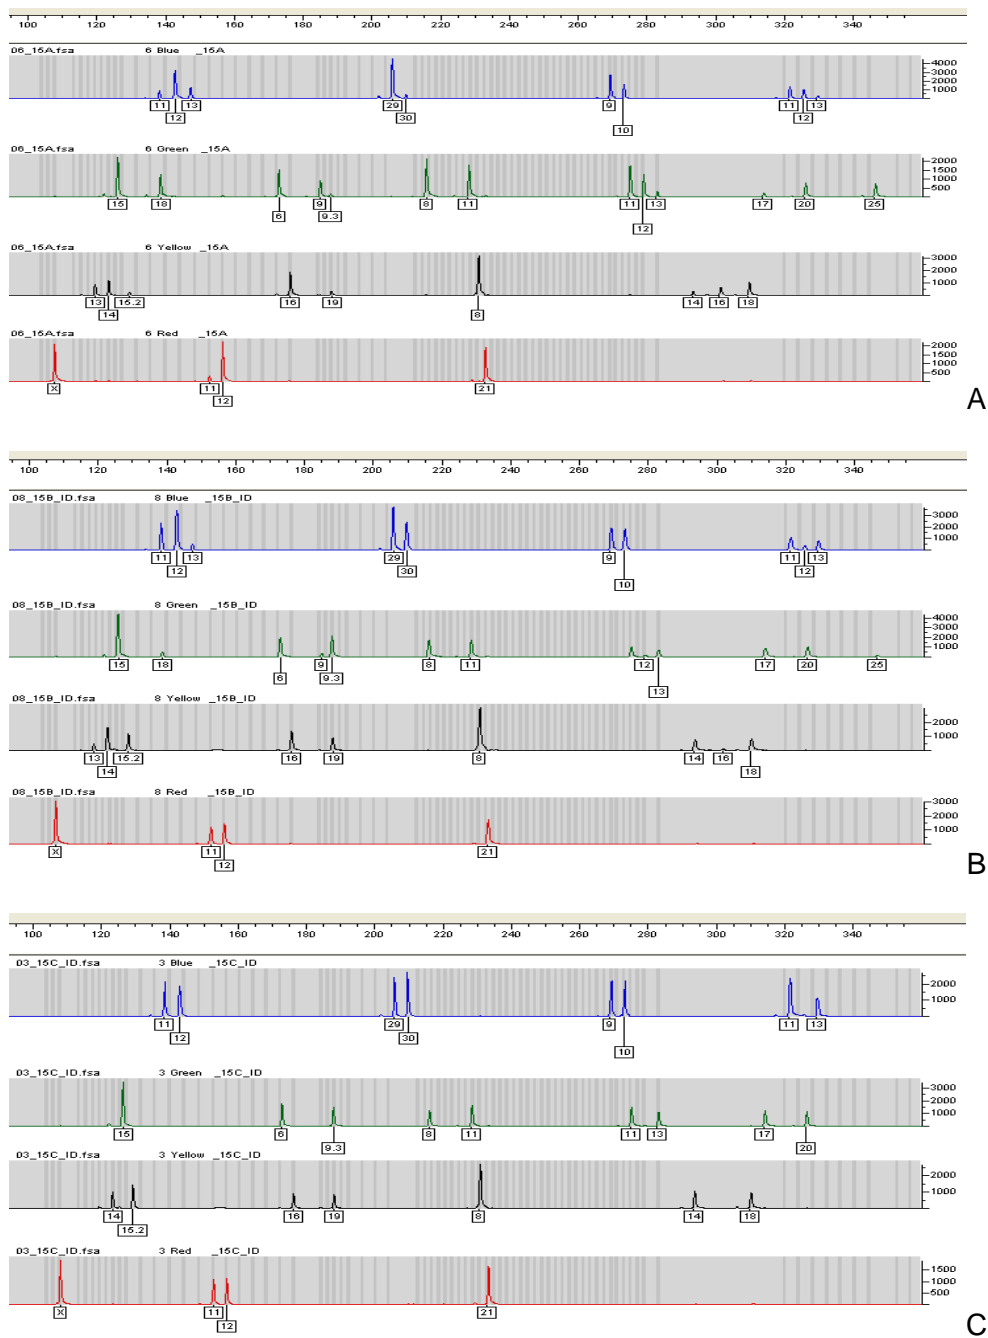 100 120 140 160 180 200 220 240 260 280 300 320 340
06_15A.fsa 6 Blue _15A
4000
3000
2000
1000
11 13 29 9 11 13
12 30 10 12
06_15A.fsa 6 Green _15A
2000
1500
1000
500
15 18 9 8 11 11 13 17 20 25
6 9.3 12
06_15A.fsa 6 Yellow _15A
3000
2000
1000
13 15.2 16 19 14 16 18
14 8
06_15A.fsa 6 Red _15A
2000
1500
1000
500
X 11 21
12
A
100 120 140 160 180 200 220 240 260 280 300 320 340
08_15B_ID.fsa 8 Blue _15B_ID
3000
2000
1000
11 13 29 9 11 13
12 30 10 12
08_15B_ID.fsa 8 Green _15B_ID
4000
3000
2000
1000
15 18 9 8 11 12 17 20 25
6 9.3 13
08_15B_ID.fsa 8 Yellow _15B_ID
2000
1000
13 15.2 16 19 8 14 16
14 18
08_15B_ID.fsa 8 Red _15B_ID
3000
2000
1000
X 11 21
12
B
100 120 140 160 180 200 220 240 260 280 300 320 340
03_15C_ID.fsa 3 Blue _15C_ID
2000
1000
11 29 9 11 13
12 30 10
03_15C_ID.fsa 3 Green _15C_ID
3000
2000
1000
15 6 8 11 11 13 17
9.3 20
03_15C_ID.fsa 3 Yellow _15C_ID
2000
1000
14 16 19 8 14 18
15.2
03_15C_ID.fsa 3 Red _15C_ID
1500
1000
500
X 11 21
12
C